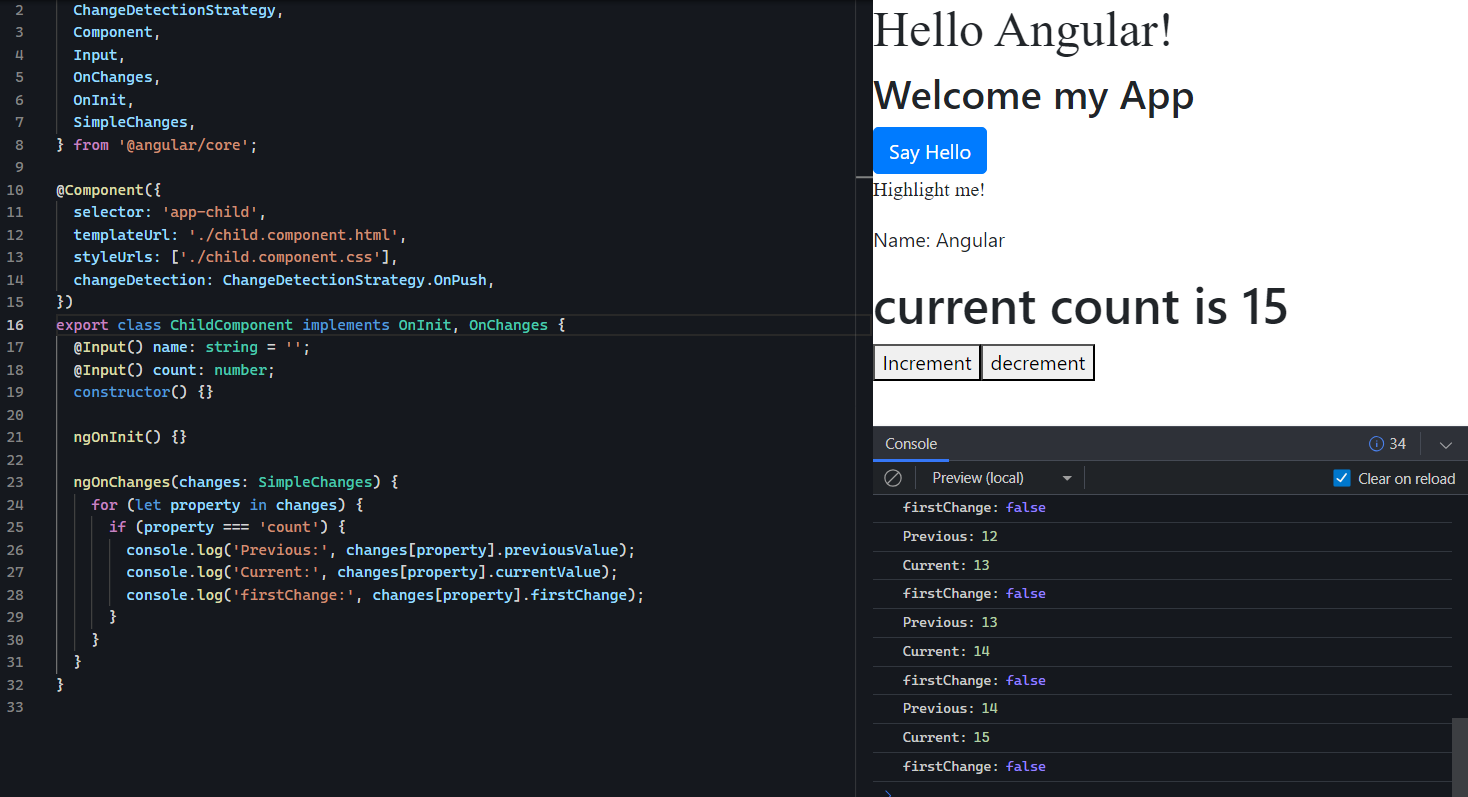 2 ChangeDetectionStrategy,
3 Component,
4 Input,
5 OnChanges,
6 OnInit,
7 SimpleChanges,
8 } from '@angular/core';
9
10 @Component({
11 selector: 'app-child',
12 templateUrl: './child.component.html',
13 styleUrls: ['./child.component.css'],
14 changeDetection: ChangeDetectionStrategy.OnPush,
15 })
16 export class ChildComponent implements OnInit, OnChanges {
17 @Input() name: string = '';
18 @Input() count: number;
19 constructor() {}
20
21 ngOnInit() {}
22
23 ngOnChanges(changes: SimpleChanges) {
24 for (let property in changes) {
25 if (property === 'count') {
26 console.log('Previous:', changes[property].previousValue);
27 console.log('Current:', changes[property].currentValue);
28 console.log('firstChange:', changes[property].firstChange);
29 }
30 }
31 }
32 }
33
Hello Angular!
Welcome my App
Say Hello
Highlight me!
Name: Angular
current count is 15
Increment decrement
Console 34
Preview (local) Clear on reload
firstChange: false
Previous: 12
Current: 13
firstChange: false
Previous: 13
Current: 14
firstChange: false
Previous: 14
Current: 15
firstChange: false